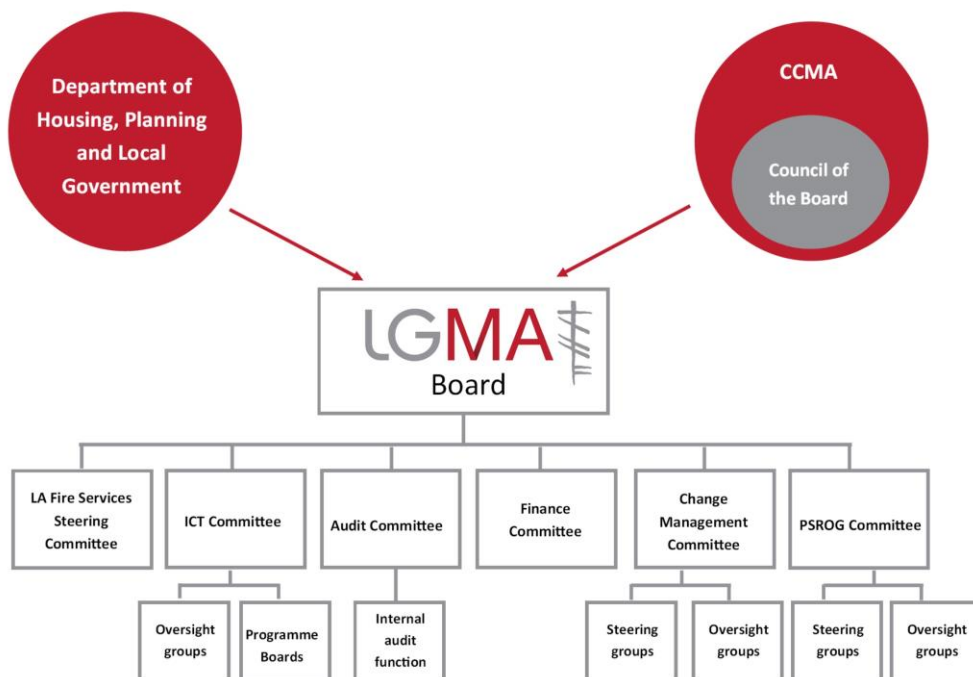 Department of
Housing, Planning
and Local
Government
CCMA
Council of
the Board
LGMA
Board
LA Fire Services
Steering
Committee
ICT Committee
Audit Committee
Finance
Committee
Change
Management
Committee
PSROG Committee
Oversight
groups
Programme
Boards
Internal
audit
function
Steering
groups
Oversight
groups
Steering
groups
Oversight
groups